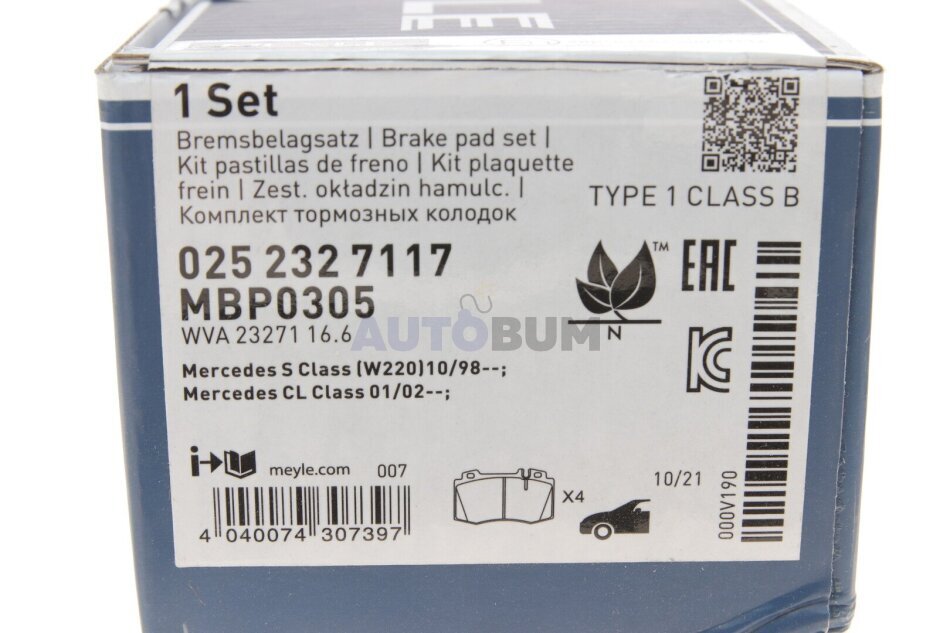 1 Set
Bremsbelagsatz | Brake pad set |
Kit pastillas de freno | Kit plaquette
frein | Zest. okładzin hamulc. |
Комплект тормозных колодок
TYPE 1 CLASS B
025 232 7117
MBP0305
WVA 23271 16.6
™
N
EAC
KC
AUTOBUM
Mercedes S Class (W220)10/98--;
Mercedes CL Class 01/02--;
i
meyle.com
007
4 040074 307397
X4
10/21
000V190